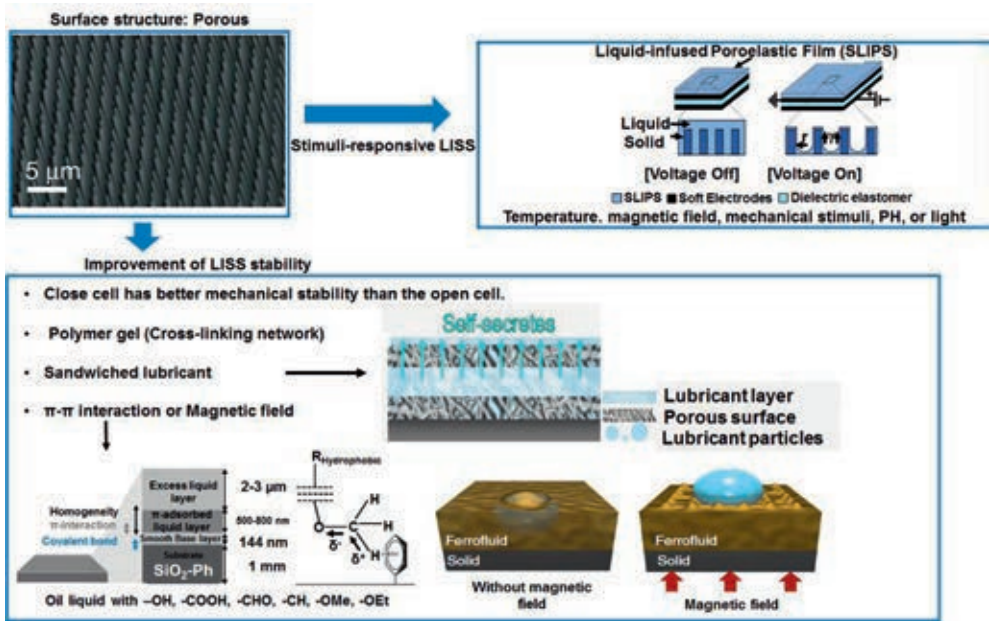 Surface structure: Porous
5 μm
Stimuli-responsive LISS
Liquid-infused Poroelastic Film (SLIPS)
Liquid
Solid
[Voltage Off]
[Voltage On]
SLIPS
Soft Electrodes
Dielectric elastomer
Temperature. magnetic field, mechanical stimuli, PH, or light
Improvement of LISS stability
• Close cell has better mechanical stability than the open cell.
• Polymer gel (Cross-linking network)
• Sandwiched lubricant
• π-π interaction or Magnetic field
Self-secretes
Lubricant layer
Porous surface
Lubricant particles
Homogeneity
π-interaction
Covalent bond
Excess liquid
layer
π-adsorbed
liquid layer
Smooth Base layer
Substrate
SiO2-Ph
2-3 μm
500-800 nm
144 nm
1 mm
RHydrophobic
H
O
C
H
δ-
δ+
H
Oil liquid with –OH, -COOH, -CHO, -CH, -OMe, -OEt
Ferrofluid
Solid
Without magnetic
field
Ferrofluid
Solid
Magnetic field